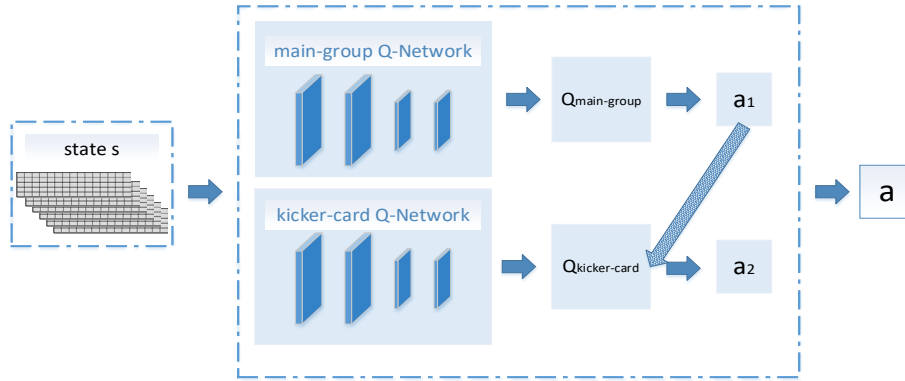 main-group Q-Network
Qmain-group
a1
state s
kicker-card Q-Network
Qkicker-card
a2
a